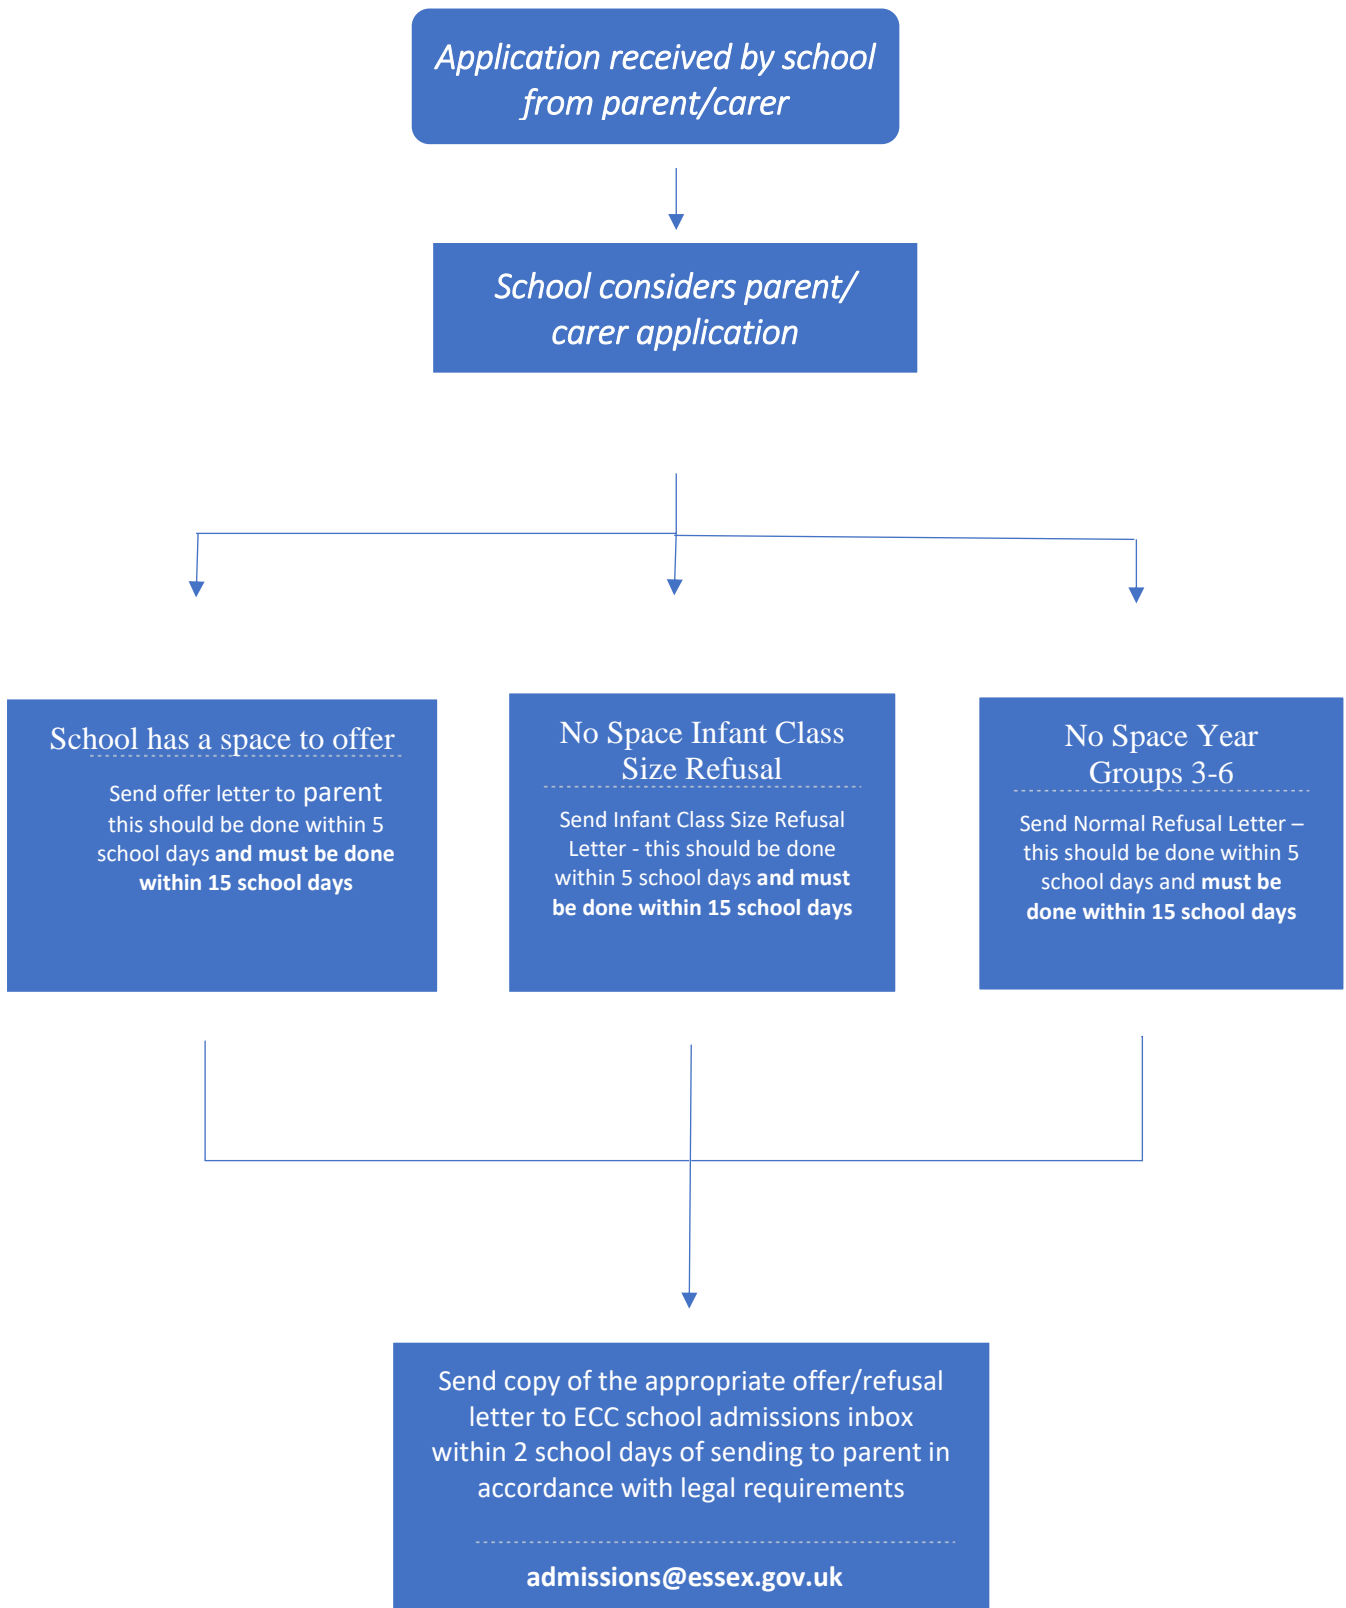 Application received by school
from parent/carer
School considers parent/
carer application
School has a space to offer
Send offer letter to parent
this should be done within 5
school days and must be done
within 15 school days
No Space Infant Class
Size Refusal
Send Infant Class Size Refusal
Letter - this should be done
within 5 school days and must
be done within 15 school days
No Space Year
Groups 3-6
Send Normal Refusal Letter –
this should be done within 5
school days and must be
done within 15 school days
Send copy of the appropriate offer/refusal
letter to ECC school admissions inbox
within 2 school days of sending to parent in
accordance with legal requirements
admissions@essex.gov.uk